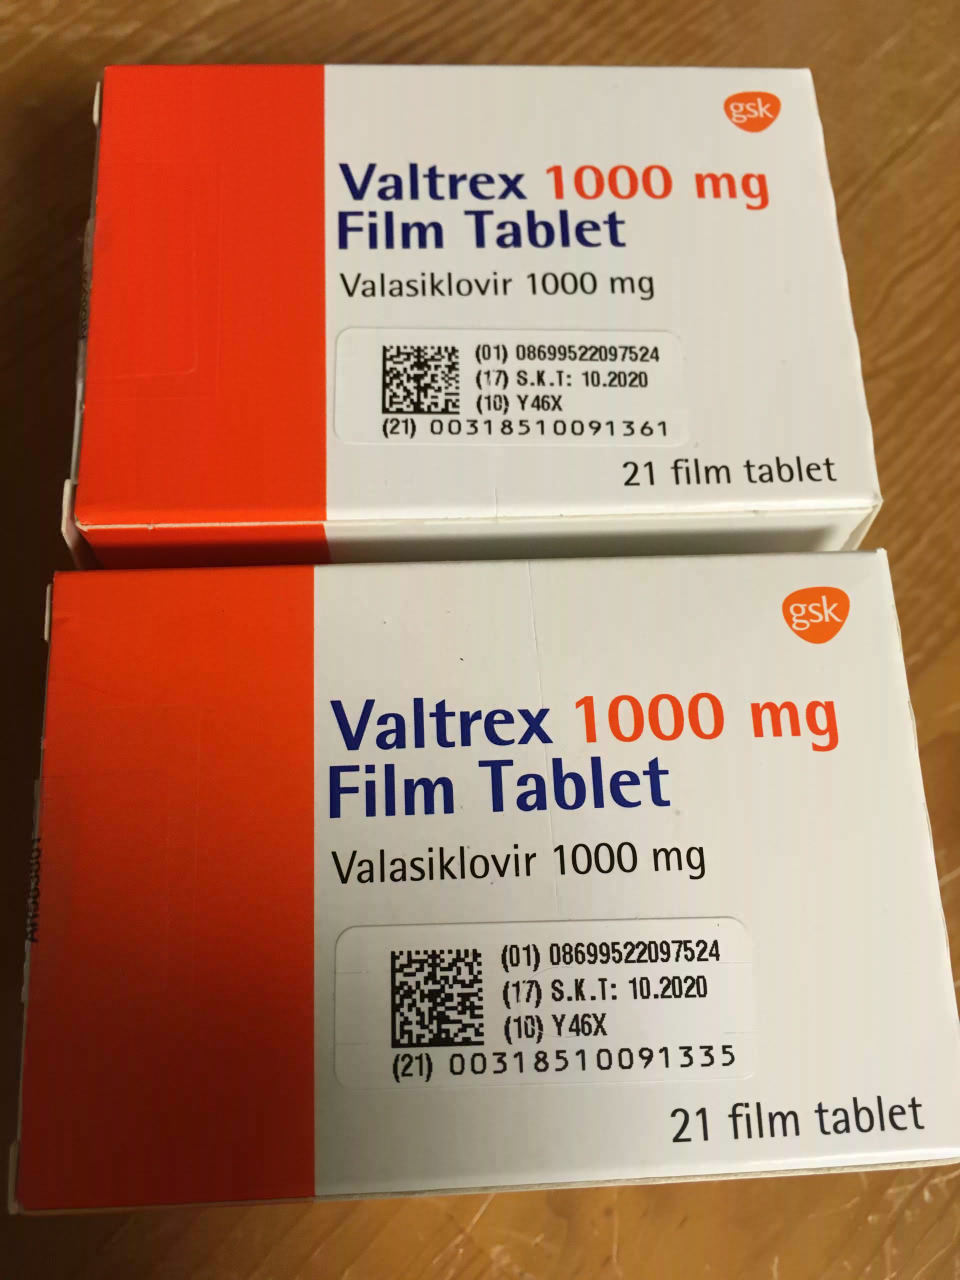 gsk
Valtrex 1000 mg
Film Tablet
Valasiklovir 1000 mg
(01) 08699522097524
(17) S.K.T: 10.2020
(10) Y46X
(21) 00318510091361
21 film tablet
gsk
Valtrex 1000 mg
Film Tablet
Valasiklovir 1000 mg
(01) 08699522097524
(17) S.K.T: 10.2020
(10) Y46X
(21) 00318510091335
21 film tablet